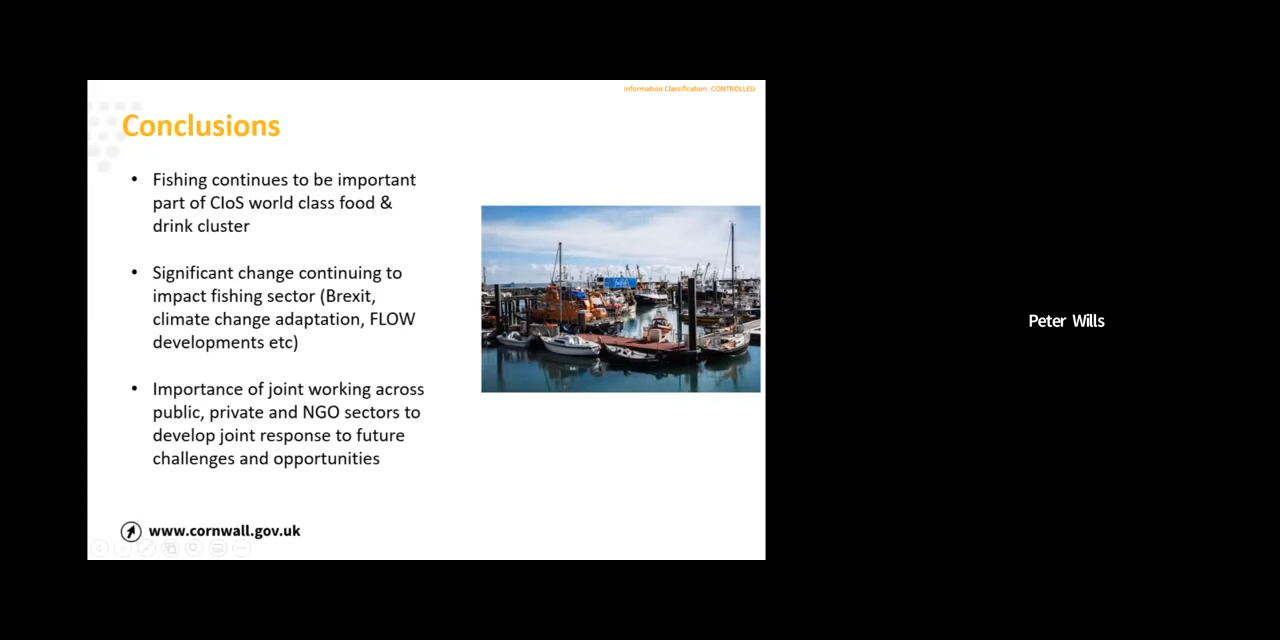 Information Classification: CONTROLLED
Conclusions
• Fishing continues to be important
part of CIoS world class food &
drink cluster
• Significant change continuing to
impact fishing sector (Brexit,
climate change adaptation, FLOW
developments etc)
• Importance of joint working across
public, private and NGO sectors to
develop joint response to future
challenges and opportunities
www.cornwall.gov.uk
Peter Wills